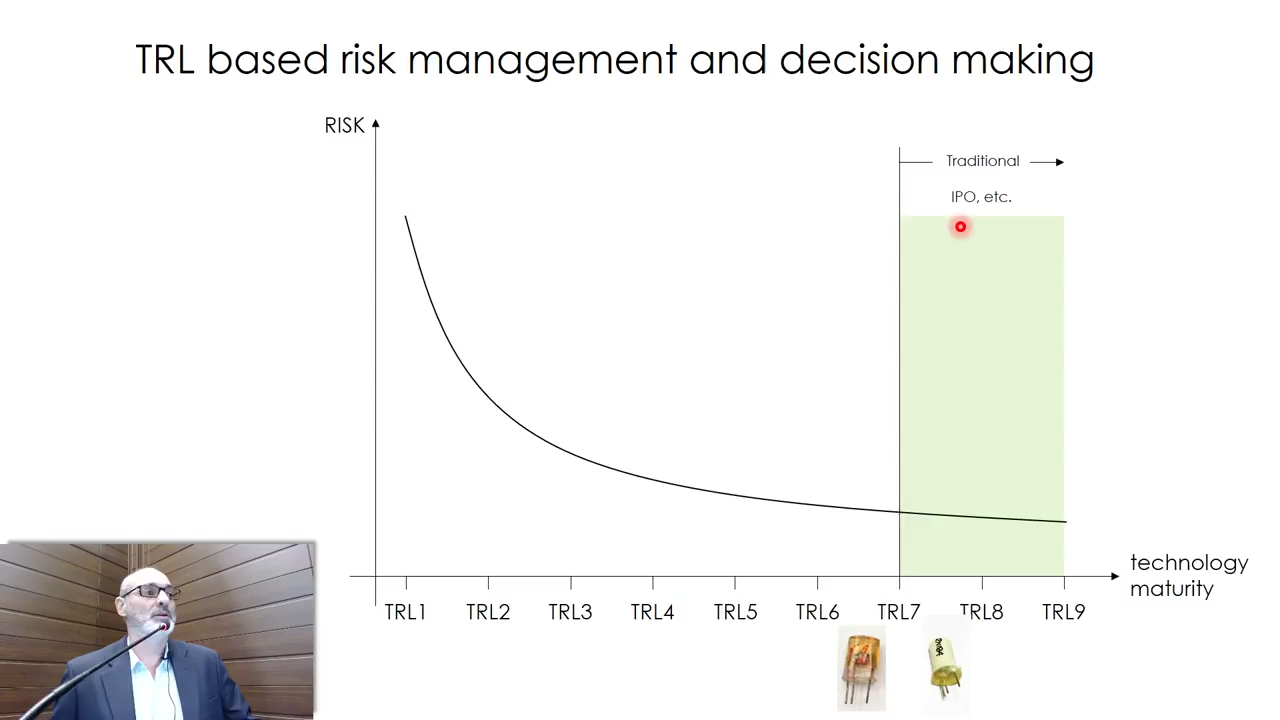 TRL based risk management and decision making
RISK
Traditional
IPO, etc.
technology
maturity
TRL1
TRL2
TRL3
TRL4
TRL5
TRL6
TRL7
TRL8
TRL9